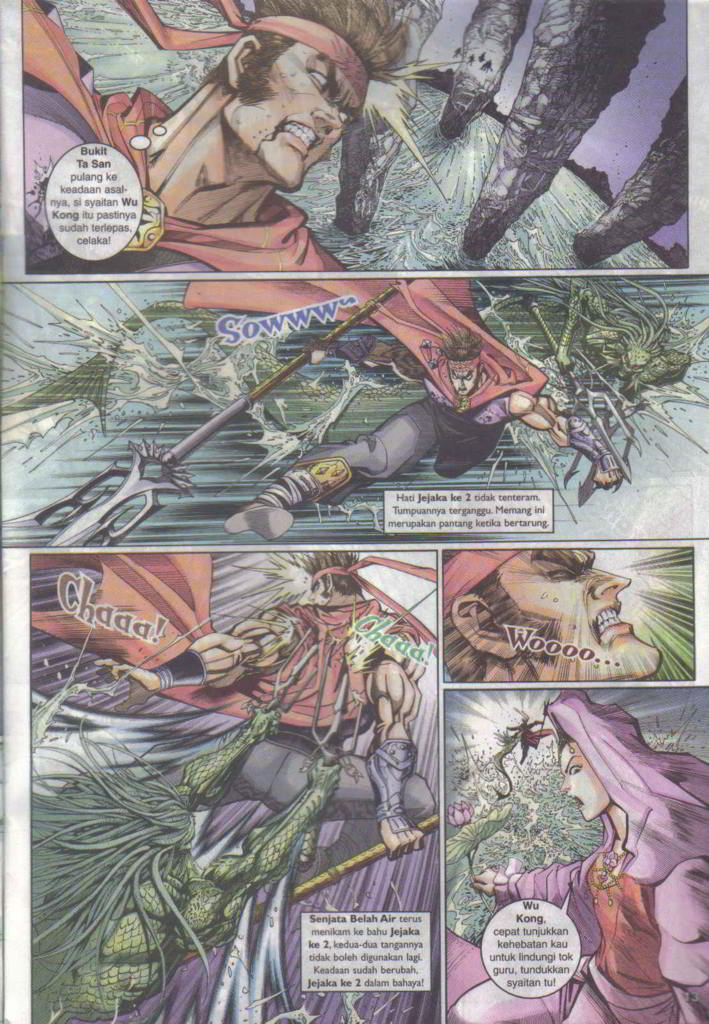 Bukit
Ta San
pulang ke
keadaan asal-
nya, si syaitan Wu
Kong itu pastinya
sudah terlepas,
celaka!
Sowww~
Hati Jejaka ke 2 tidak tenteram.
Tumpuannya terganggu. Memang ini
merupakan pantang ketika bertarung.
Chaaa!
Chaaa!
Senjata Belah Air terus
menikam ke bahu Jejaka
ke 2, kedua-dua tangannya
tidak boleh digunakan lagi.
Keadaan sudah berubah,
Jejaka ke 2 dalam bahaya!
Woooo...
Wu
Kong,
cepat tunjukkan
kehebatan kau
untuk lindungi tok
guru, tundukkan
syaitan tu!
13